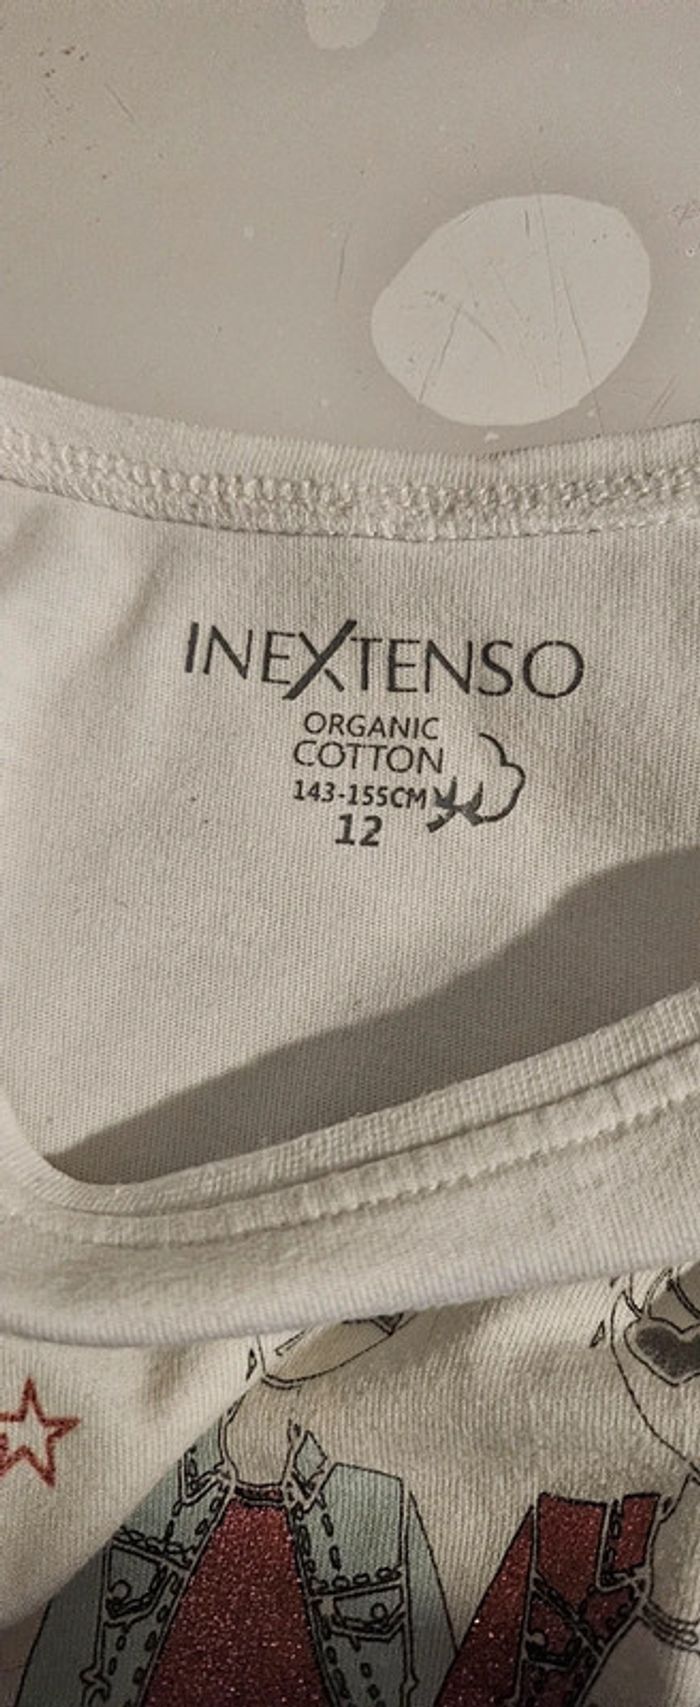 INEXTENSO
ORGANIC
COTTON
143-155CM
12